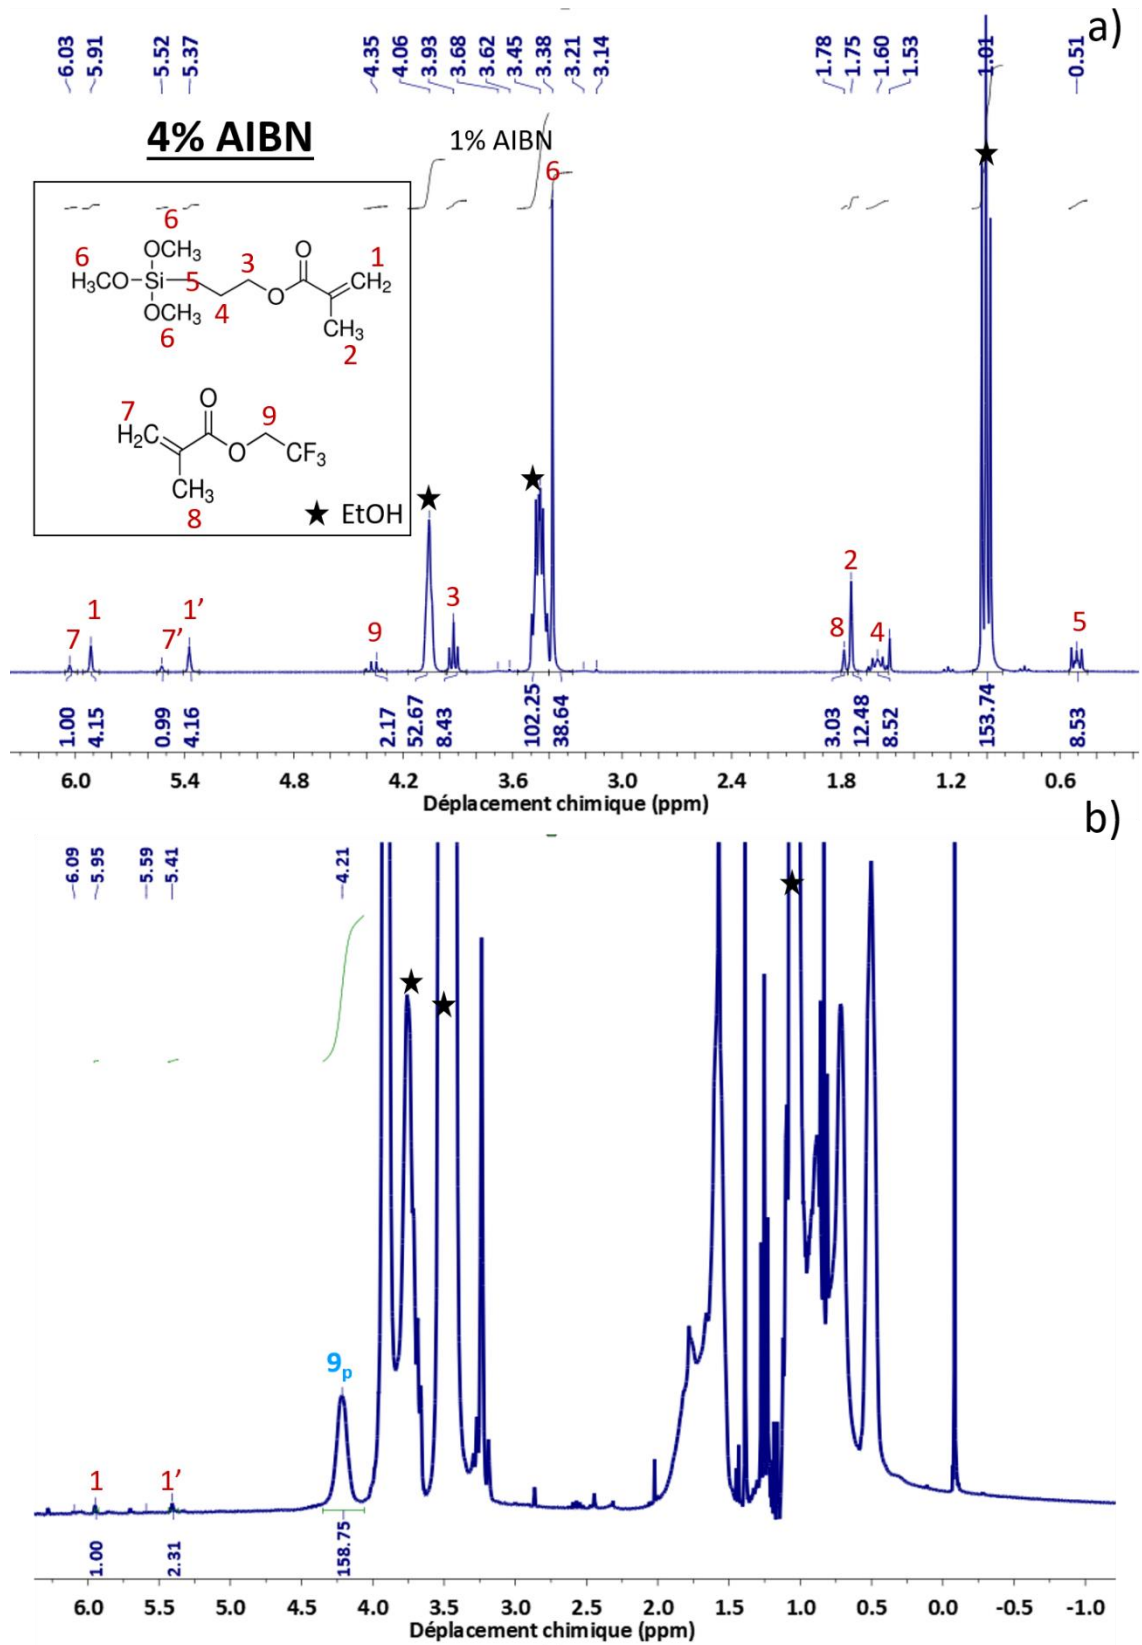 a)
6.03 5.91 5.52 5.37 4.35 4.06 3.93 3.68 3.62 3.45 3.38 3.21 3.14 1.78 1.75 1.60 1.53 1.01 0.51
4% AIBN
1% AIBN
6
6
OCH₃
6 3 O 1
H₃CO Si 5 O CH₂
OCH₃ 4 CH₃
6 2
O
7 9
H₂C O CF₃
CH₃
8
★ EtOH
7 1 7' 1' 9 3 8 2 4 5
1.00 4.15 0.99 4.16 2.17 52.67 8.43 102.25 38.64 3.03 12.48 8.52 153.74 8.53
6.0 5.4 4.8 4.2 3.6 3.0 2.4 1.8 1.2 0.6
Déplacement chimique (ppm)
b)
6.09 5.95 5.59 5.41 4.21
9p
1 1'
1.00 2.31 158.75
6.0 5.5 5.0 4.5 4.0 3.5 3.0 2.5 2.0 1.5 1.0 0.5 0.0 -0.5 -1.0
Déplacement chimique (ppm)